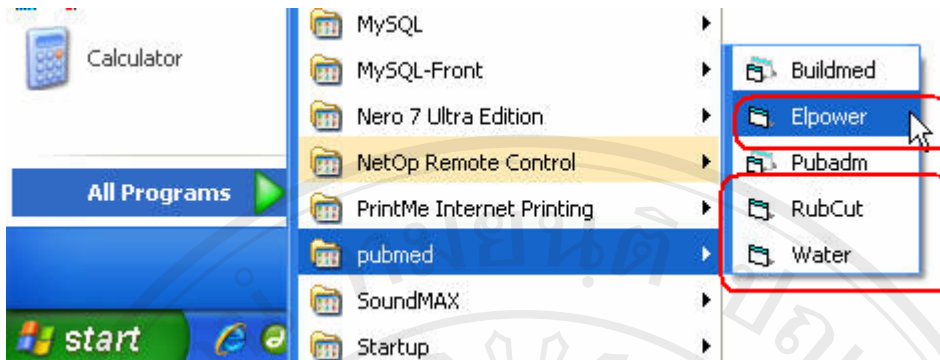 Calculator
All Programs
start
MySQL
MySQL-Front
Nero 7 Ultra Edition
NetOp Remote Control
PrintMe Internet Printing
pubmed
SoundMAX
Startup
Buildmed
Elpower
Pubadm
RubCut
Water